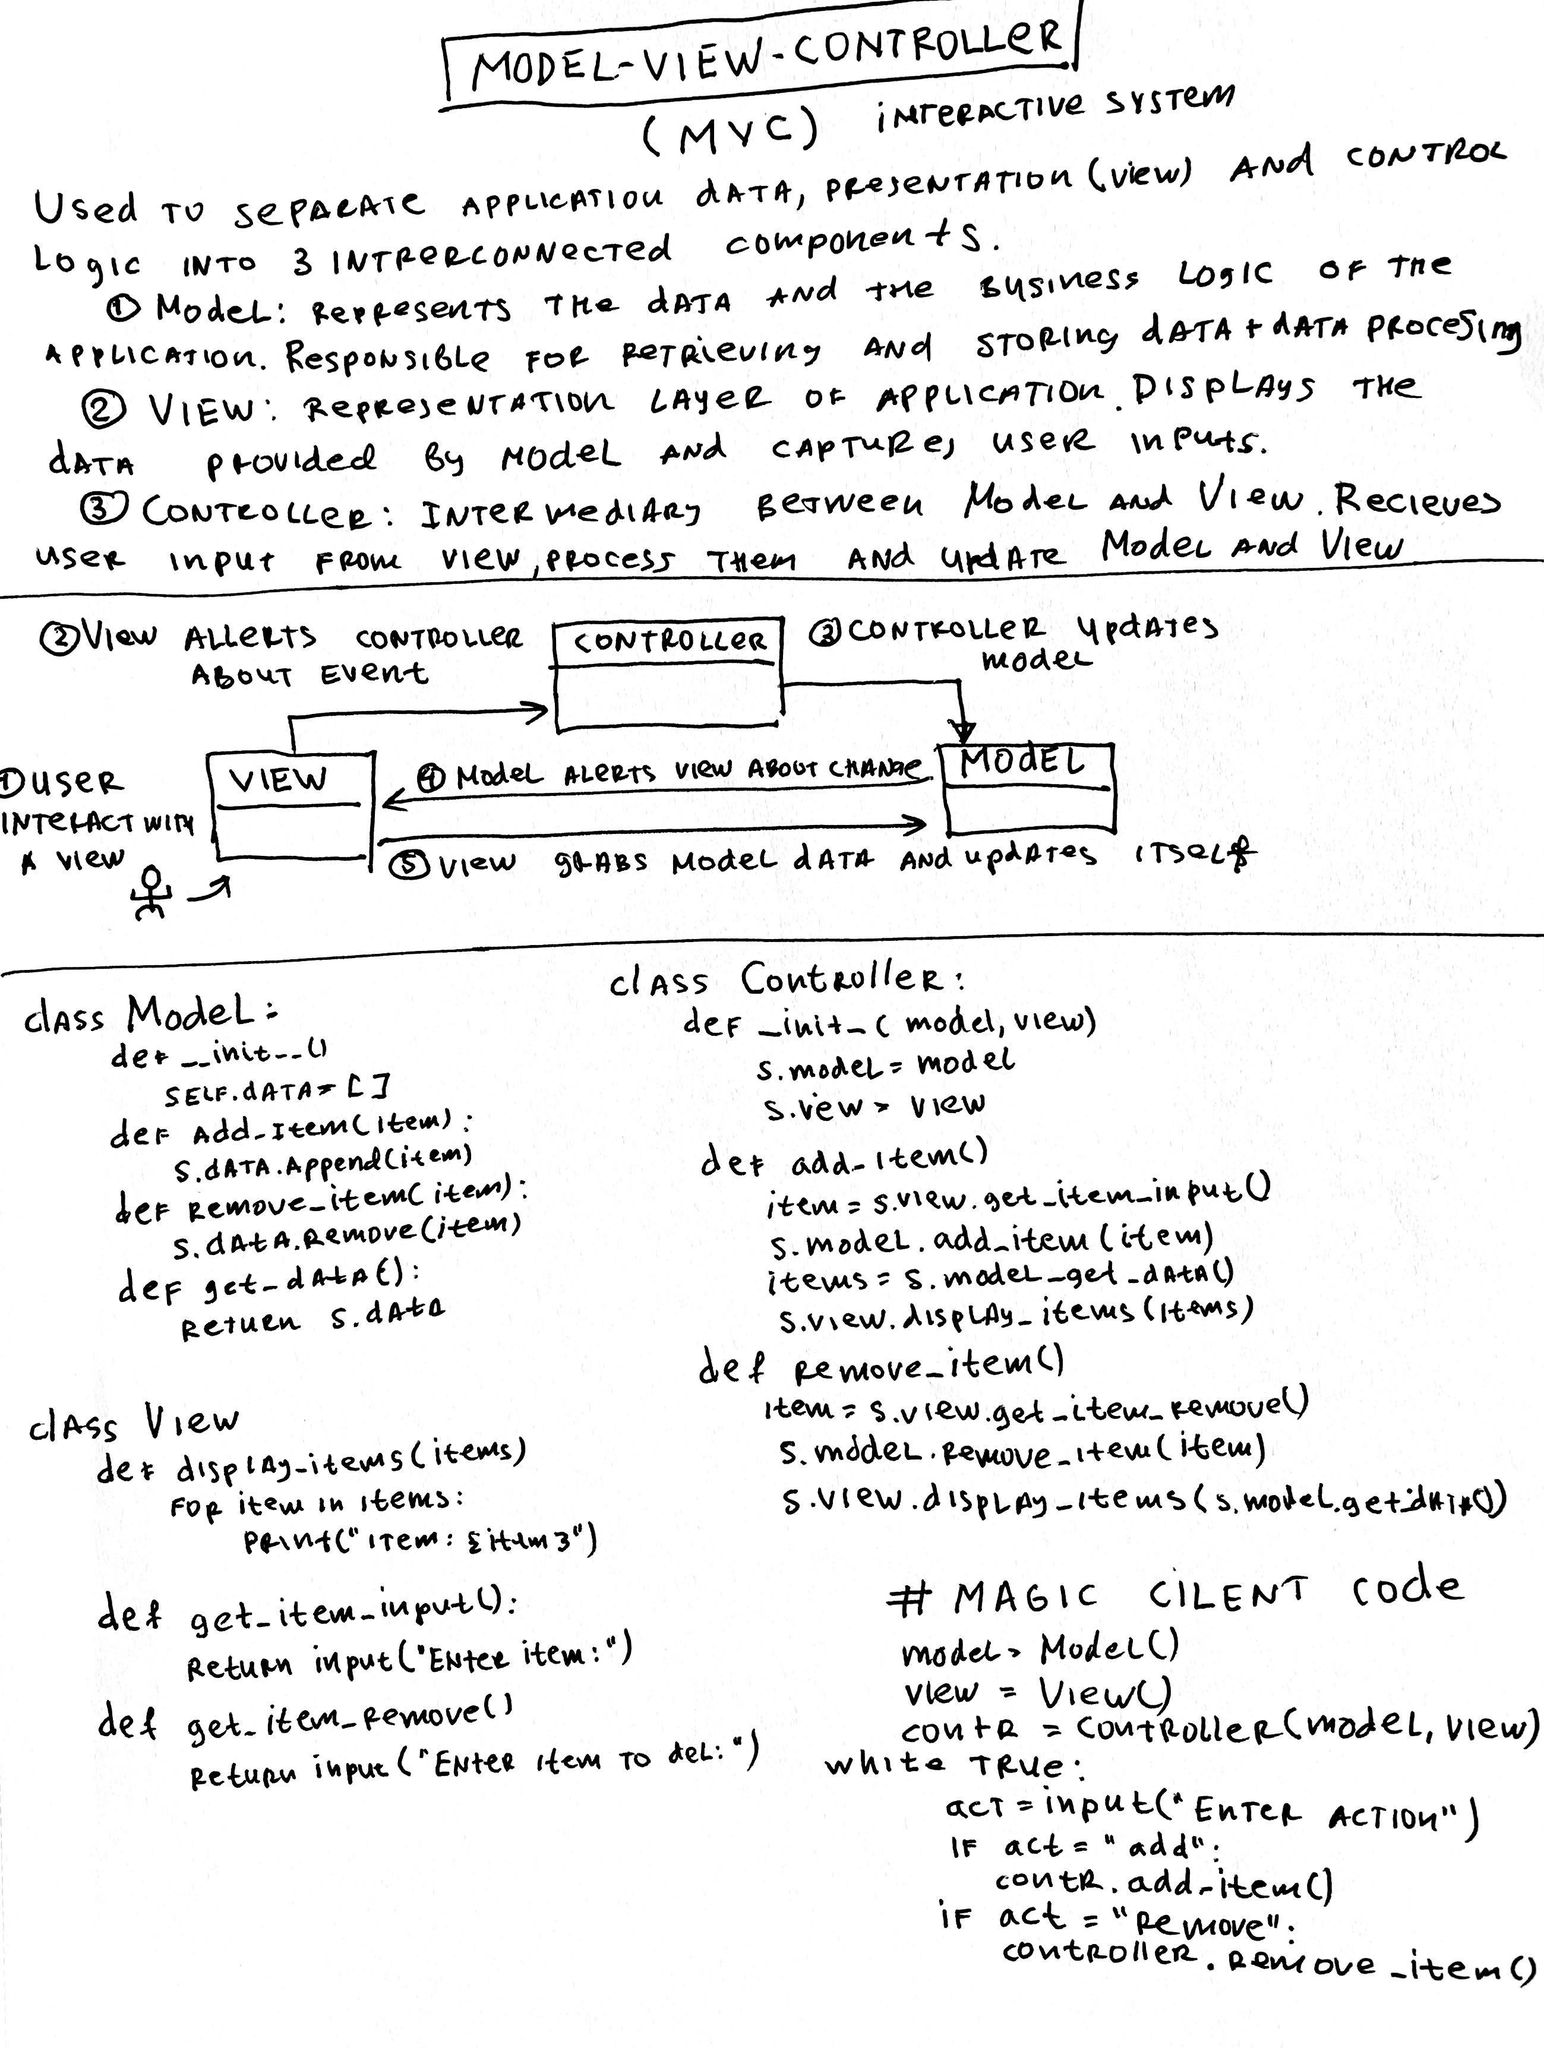 MODEL-VIEW-CONTROLLER
(MVC) INTERACTIVE SYSTEM
Used TO SEPARATE APPLICATION DATA, PRESENTATION (VIEW) AND CONTROL
LOGIC INTO 3 INTRERCONNECTED COMPONENTS.
① MODEL: REPRESENTS THE DATA AND THE BUSINESS LOGIC OF THE
APPLICATION. RESPONSIBLE FOR RETRIEVING AND STORING DATA + DATA PROCESING
② VIEW: REPRESENTATION LAYER OF APPLICATION. DISPLAYS THE
DATA PROVIDED BY MODEL AND CAPTURES USER INPUTS.
③ CONTROLLER: INTERMEDIARY BETWEEN MODEL AND VIEW. RECIEVES
USER INPUT FROM VIEW, PROCESS THEM AND UPDATE MODEL AND VIEW
② VIEW ALLERTS CONTROLLER
ABOUT EVENT
CONTROLLER
③ CONTROLLER UPDATES
MODEL
① USER
INTERACT WITH
A VIEW
VIEW
④ MODEL ALERTS VIEW ABOUT CHANGE
MODEL
⑤ VIEW GRABS MODEL DATA AND UPDATES ITSELF
class Model:
def __init__()
SELF.DATA = []
def Add_Item(Item):
s.data.Append(item)
def Remove_item(item):
s.data.Remove(item)
def get_data():
Return s.data
class View
def display_items(items)
For item in items:
Print("Item: {item}")
def get_item_input():
Return input("Enter item:")
def get_item_remove()
Return input("Enter item to del:")
class Controller:
def _init_(model, view)
s.model = model
s.view = view
def add_item()
item = s.view.get_item_input()
s.model.add_item(item)
items = s.model_get_data()
s.view.display_items(items)
def remove_item()
item = s.view.get_item_remove()
s.model.remove_item(item)
s.view.display_items(s.model.get_data())
# MAGIC CILENT code
model = Model()
view = View()
contr = Controller(model, view)
while TRUE:
act = input("Enter ACTION")
IF act = "add":
contr.add_item()
IF act = "Remove":
controller.remove_item()